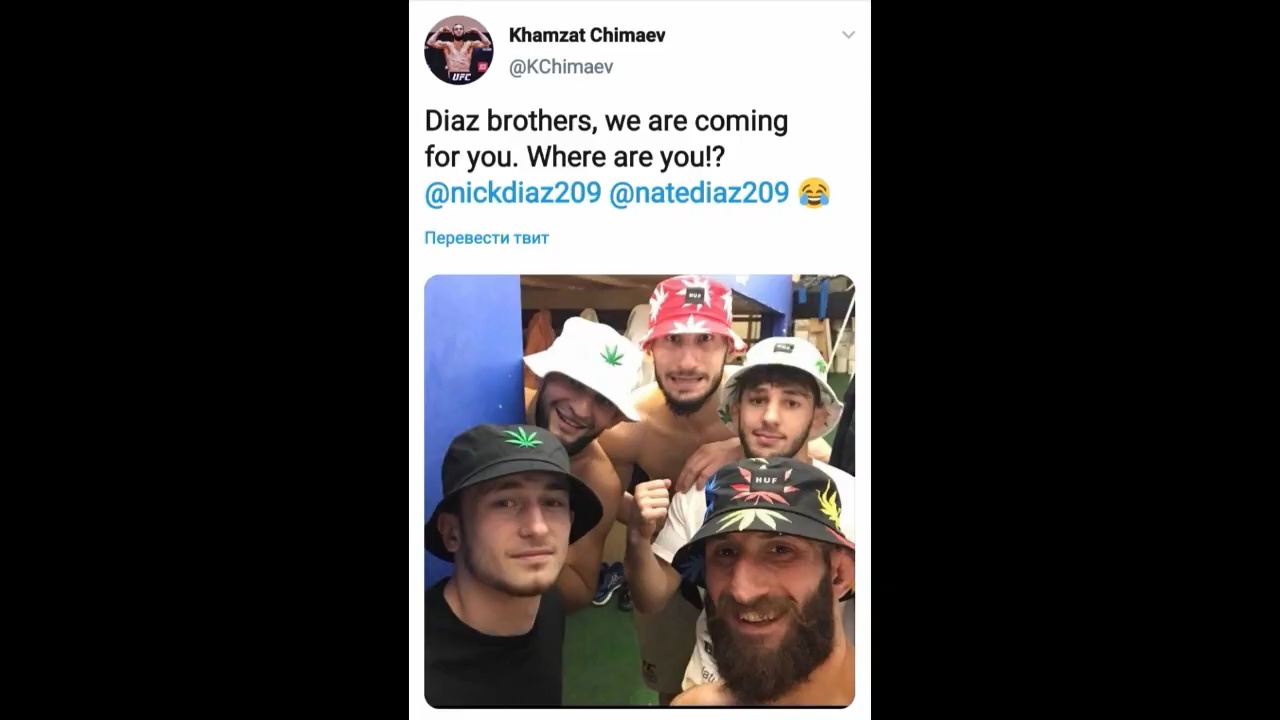 Khamzat Chimaev
@KChimaev
Diaz brothers, we are coming
for you. Where are you!?
@nickdiaz209 @natediaz209 😂
Перевести твит
UFC
HUF
HUF
HUF